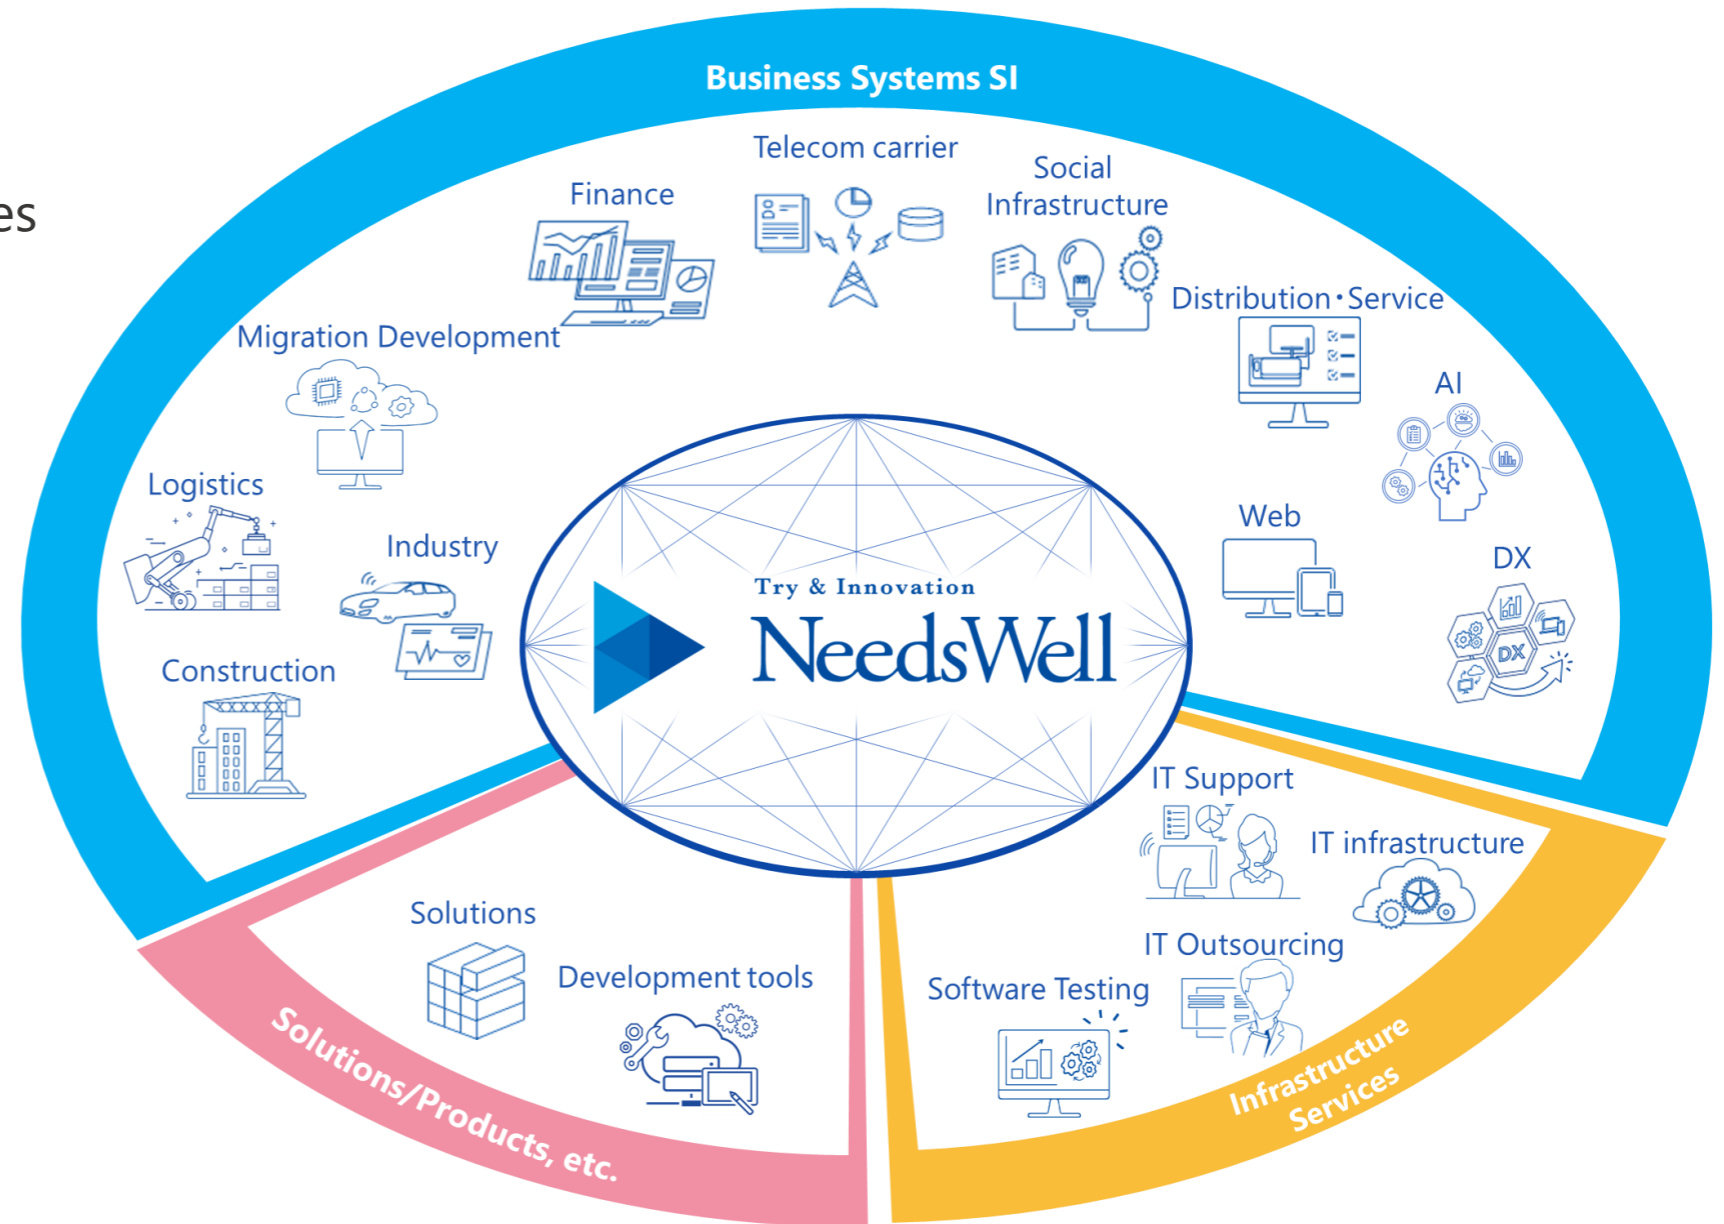 Business Systems SI
es
Telecom carrier
Finance
Social
Infrastructure
Distribution・Service
Migration Development
AI
Logistics
Industry
Web
DX
DX
Construction
Try & Innovation
NeedsWell
IT Support
IT infrastructure
IT Outsourcing
Software Testing
Infrastructure
Services
Solutions
Development tools
Solutions/Products, etc.